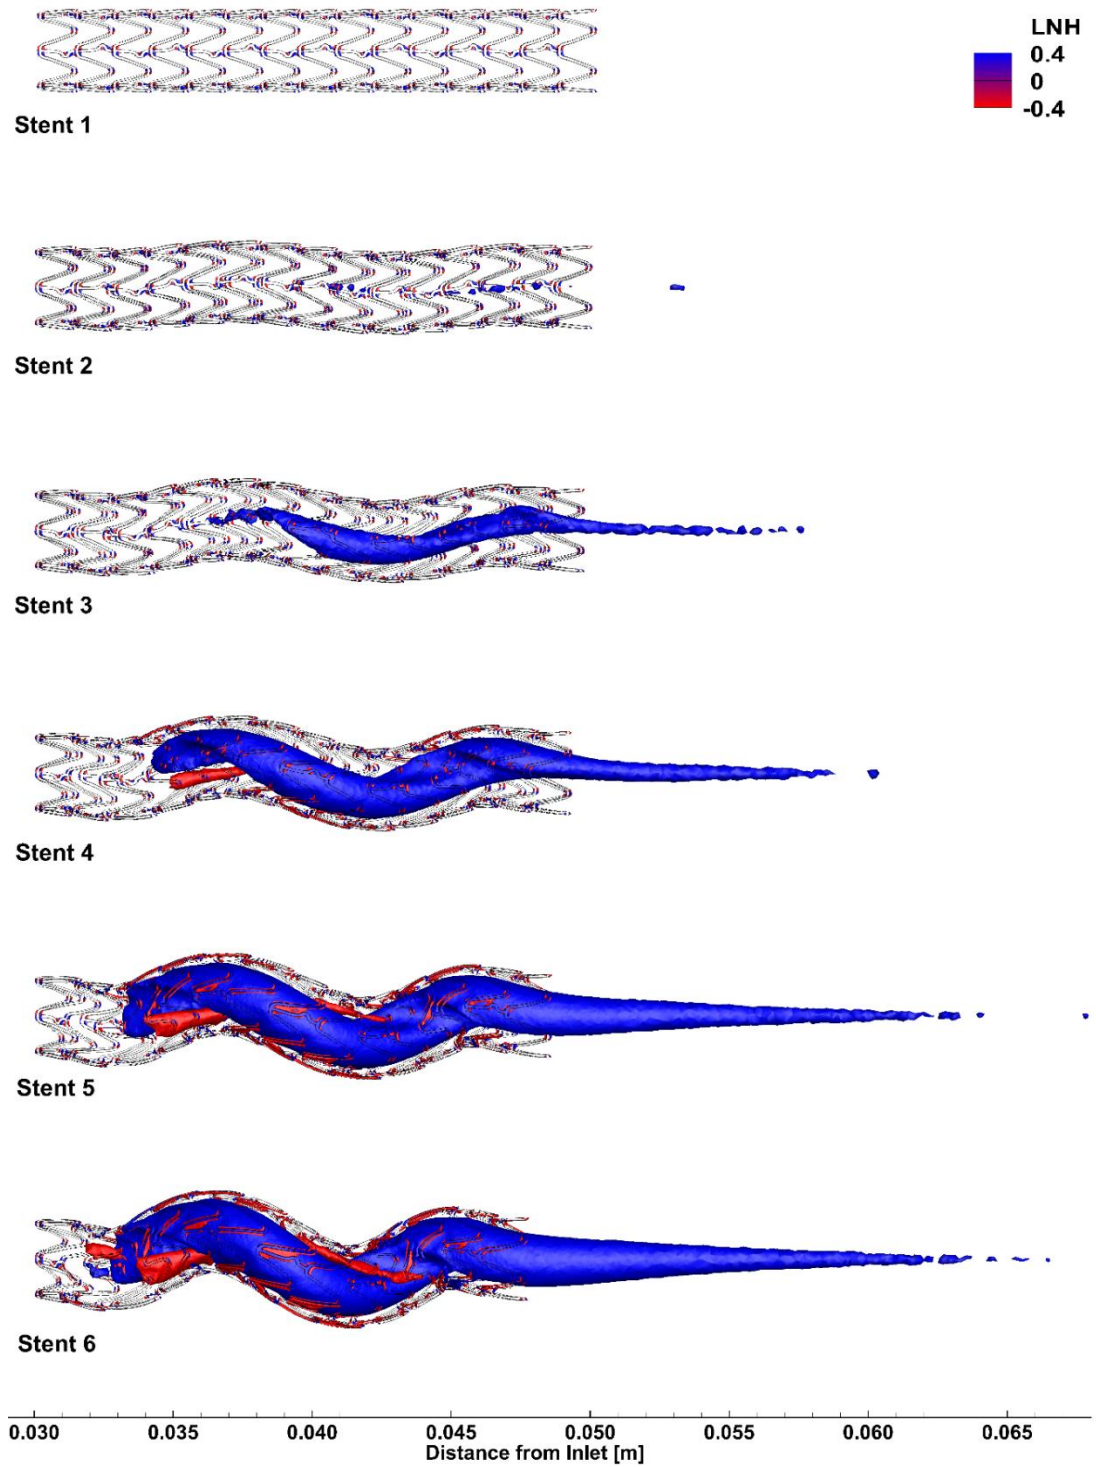 LNH
0.4
0
-0.4
Stent 1
Stent 2
Stent 3
Stent 4
Stent 5
Stent 6
0.030 0.035 0.040 0.045 0.050 0.055 0.060 0.065
Distance from Inlet [m]